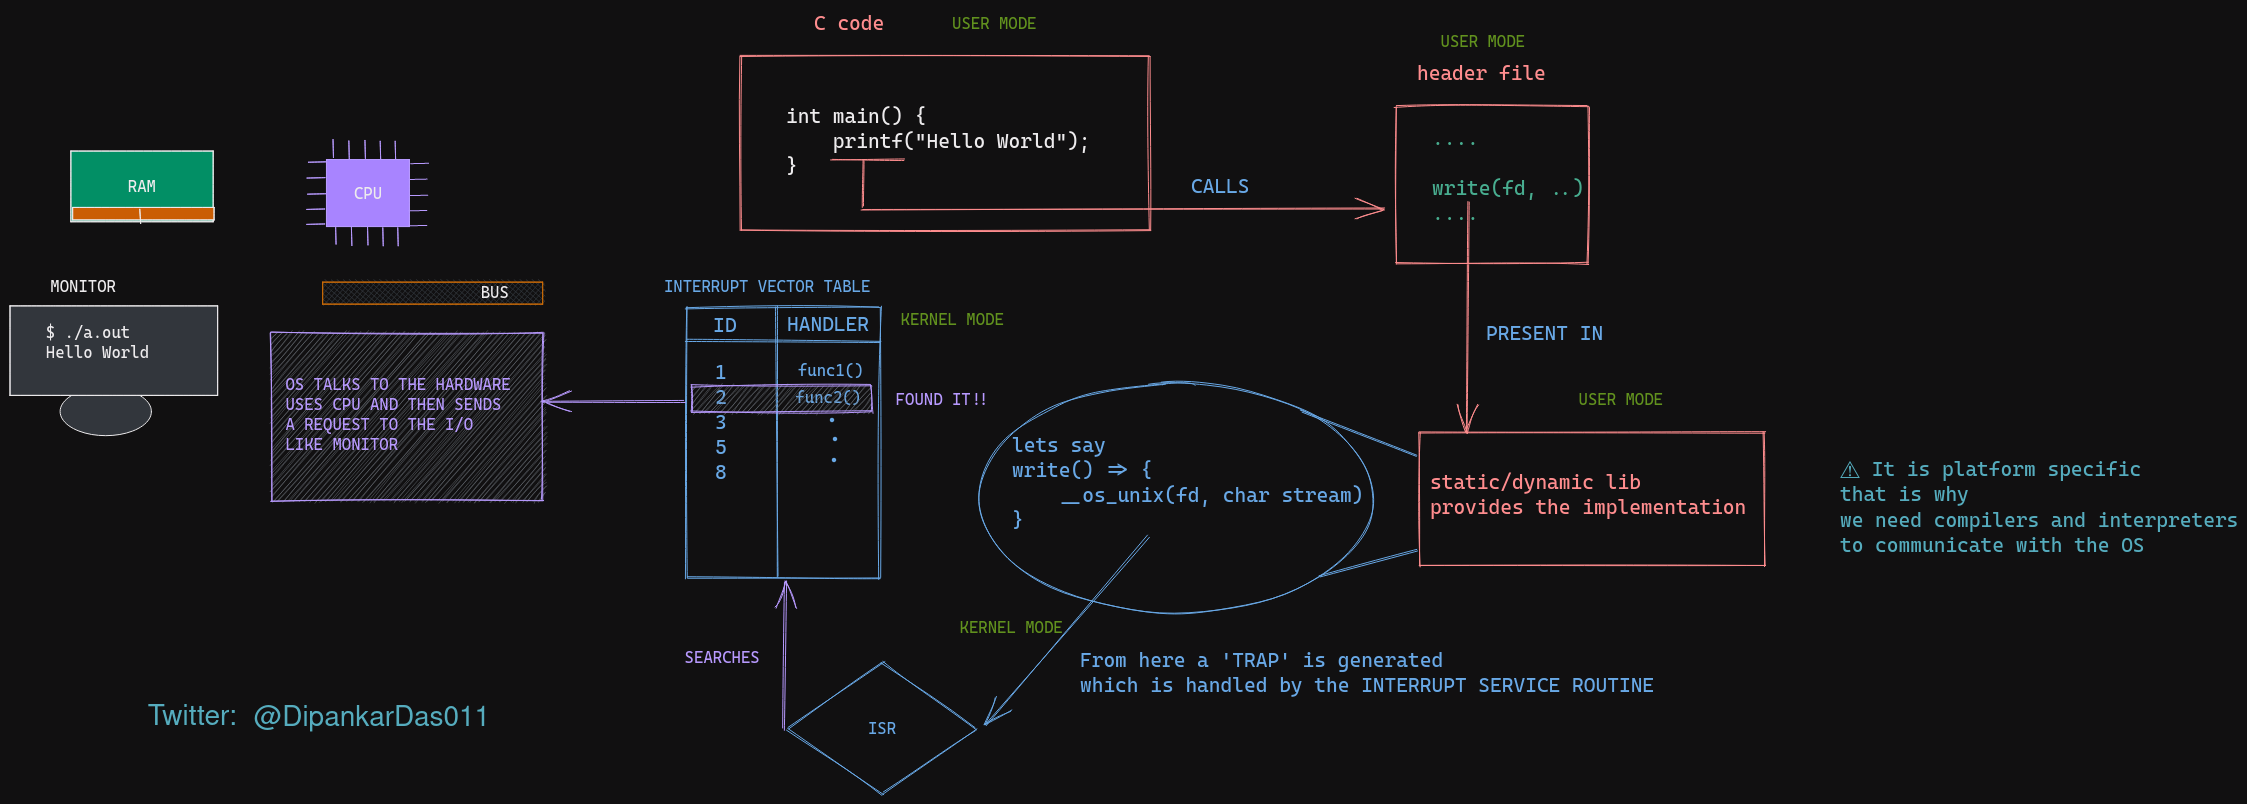 C code
USER MODE
int main() {
    printf("Hello World");
}
CALLS
USER MODE
header file
....
write(fd, ..)
....
PRESENT IN
USER MODE
static/dynamic lib
provides the implementation
⚠ It is platform specific
that is why
we need compilers and interpreters
to communicate with the OS
lets say
write() => {
    __os_unix(fd, char stream)
}
KERNEL MODE
From here a 'TRAP' is generated
which is handled by the INTERRUPT SERVICE ROUTINE
ISR
SEARCHES
INTERRUPT VECTOR TABLE
KERNEL MODE
ID HANDLER
1 func1()
2 func2()
3
5
8
FOUND IT!!
RAM
CPU
BUS
OS TALKS TO THE HARDWARE
USES CPU AND THEN SENDS
A REQUEST TO THE I/O
LIKE MONITOR
MONITOR
$ ./a.out
Hello World
Twitter: @DipankarDas011